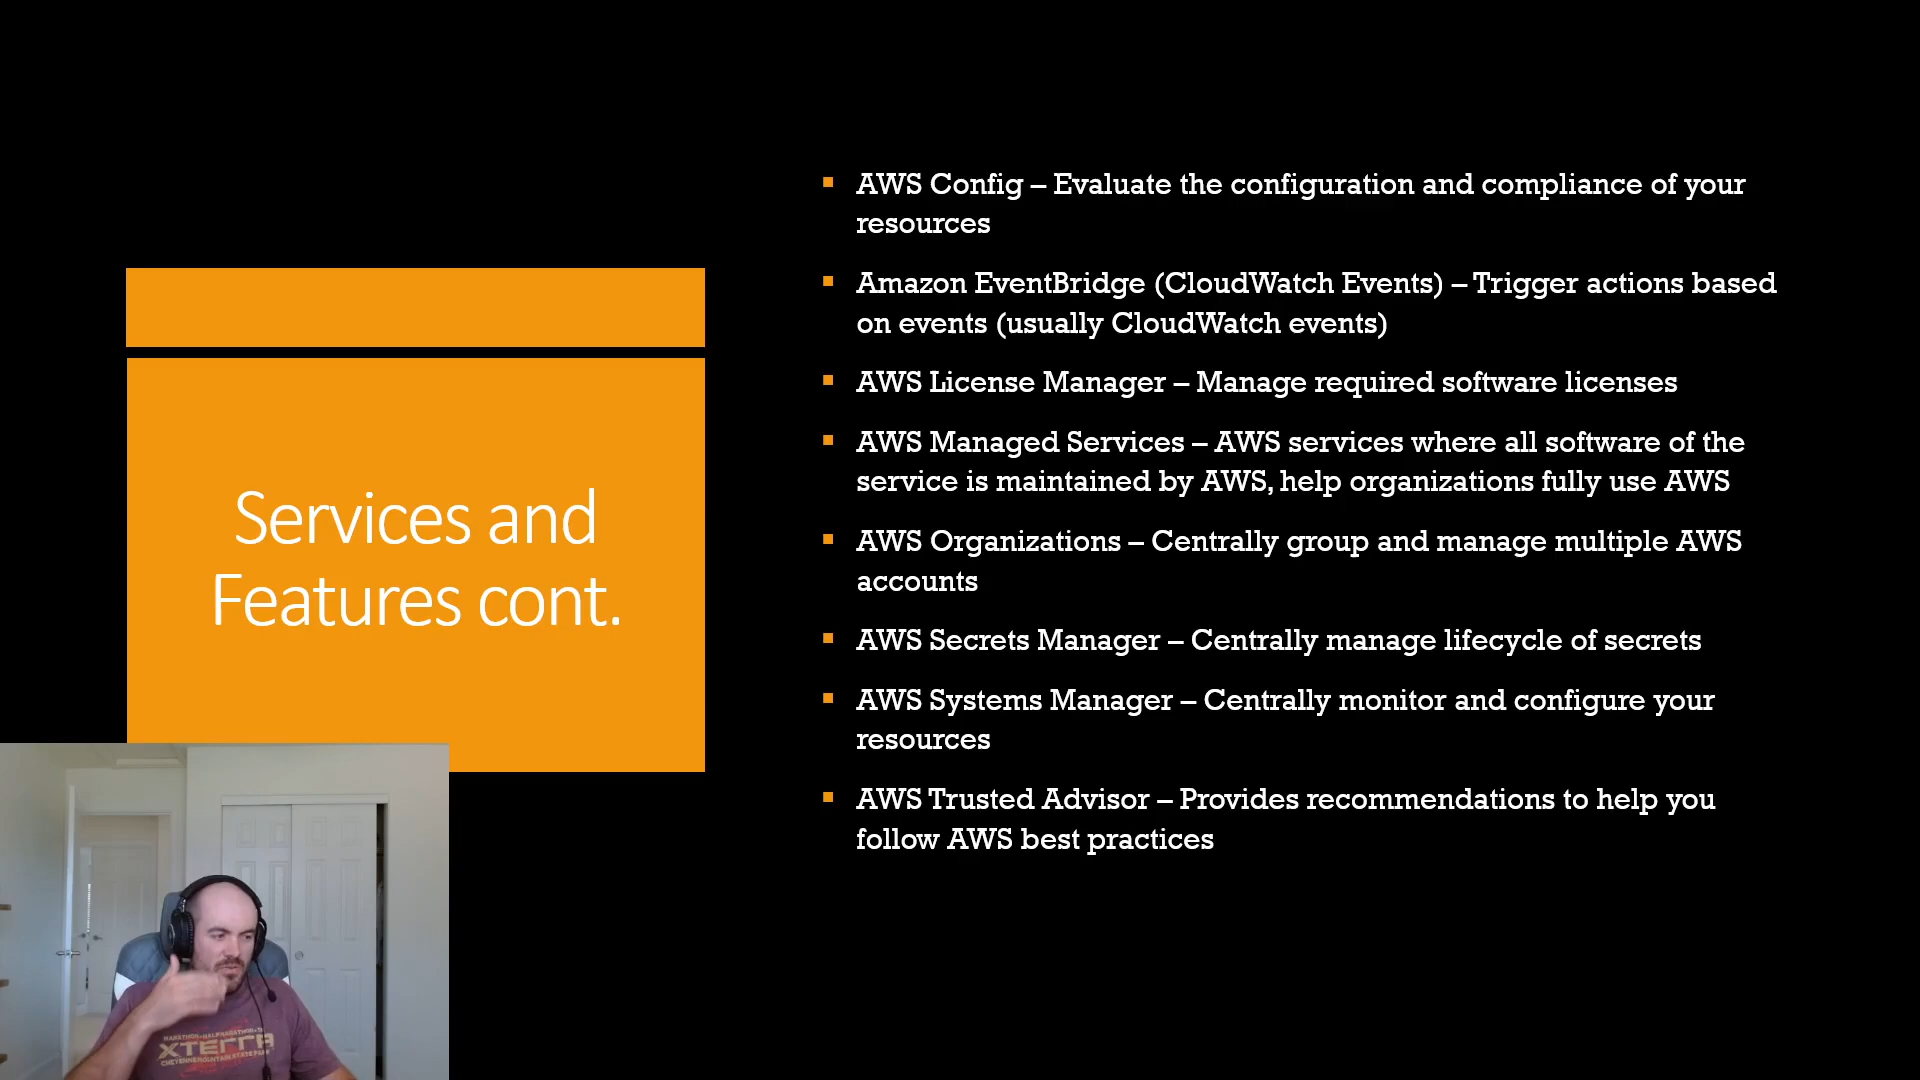 Services and
Features cont.
AWS Config – Evaluate the configuration and compliance of your
resources
Amazon EventBridge (CloudWatch Events) – Trigger actions based
on events (usually CloudWatch events)
AWS License Manager – Manage required software licenses
AWS Managed Services – AWS services where all software of the
service is maintained by AWS, help organizations fully use AWS
AWS Organizations – Centrally group and manage multiple AWS
accounts
AWS Secrets Manager – Centrally manage lifecycle of secrets
AWS Systems Manager – Centrally monitor and configure your
resources
AWS Trusted Advisor – Provides recommendations to help you
follow AWS best practices
XTERRA